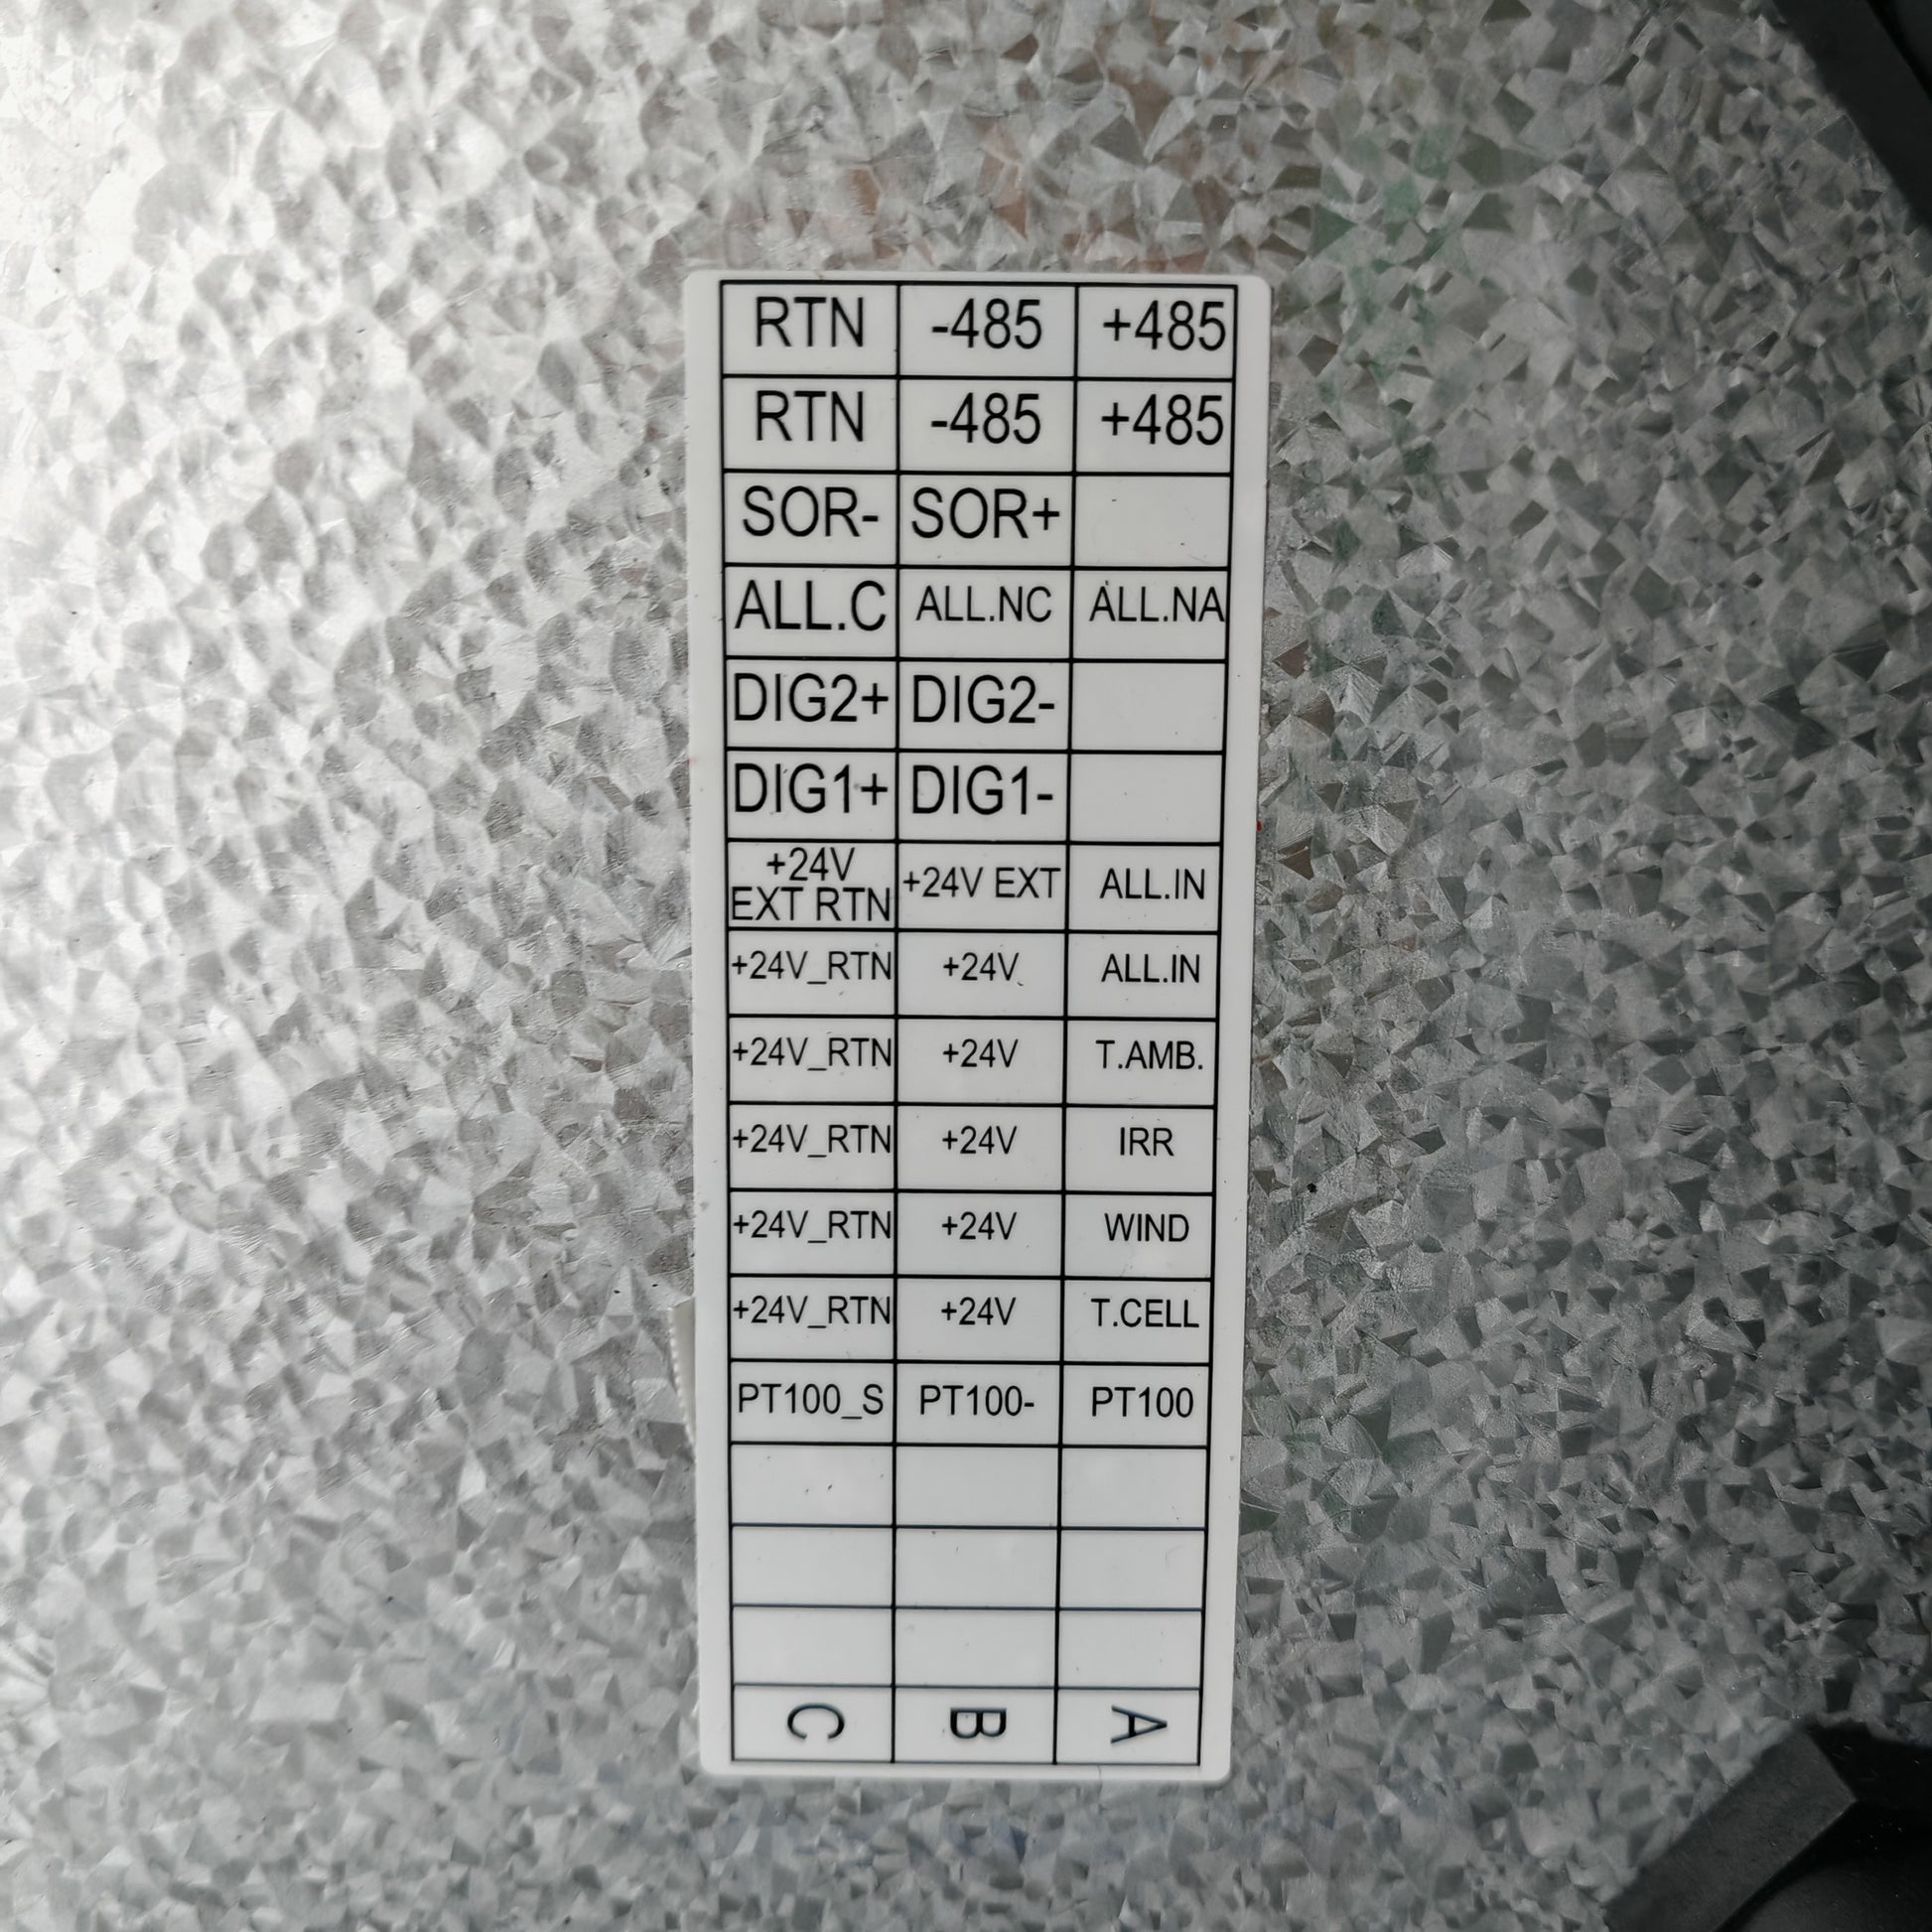 RTN -485 +485
RTN -485 +485
SOR- SOR+
ALL.C ALL.NC ALL.NA
DIG2+ DIG2-
DIG1+ DIG1-
+24V EXT RTN +24V EXT ALL.IN
+24V_RTN +24V ALL.IN
+24V_RTN +24V T.AMB.
+24V_RTN +24V IRR
+24V_RTN +24V WIND
+24V_RTN +24V T.CELL
PT100_S PT100- PT100
C B A